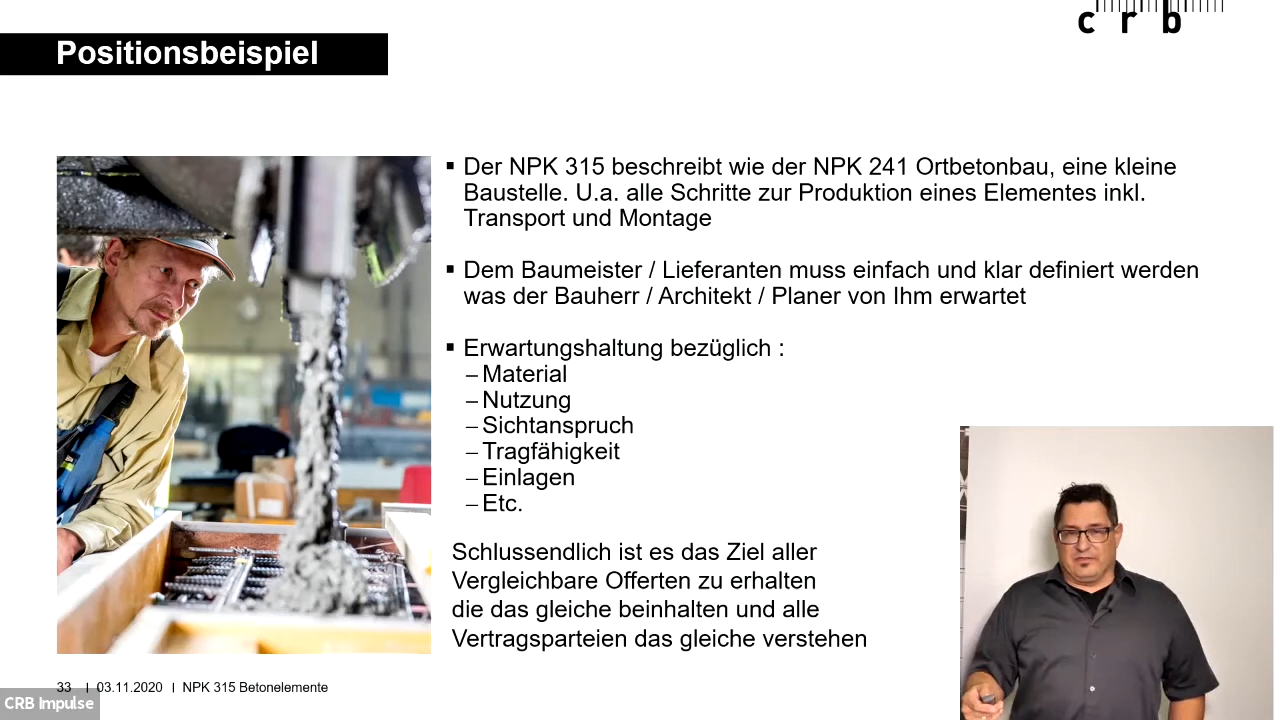 crb
Positionsbeispiel
▪ Der NPK 315 beschreibt wie der NPK 241 Ortbetonbau, eine kleine
Baustelle. U.a. alle Schritte zur Produktion eines Elementes inkl.
Transport und Montage
▪ Dem Baumeister / Lieferanten muss einfach und klar definiert werden
was der Bauherr / Architekt / Planer von Ihm erwartet
▪ Erwartungshaltung bezüglich :
– Material
– Nutzung
– Sichtanspruch
– Tragfähigkeit
– Einlagen
– Etc.
Schlussendlich ist es das Ziel aller
Vergleichbare Offerten zu erhalten
die das gleiche beinhalten und alle
Vertragsparteien das gleiche verstehen
33 | 03.11.2020 | NPK 315 Betonelemente
CRB Impulse